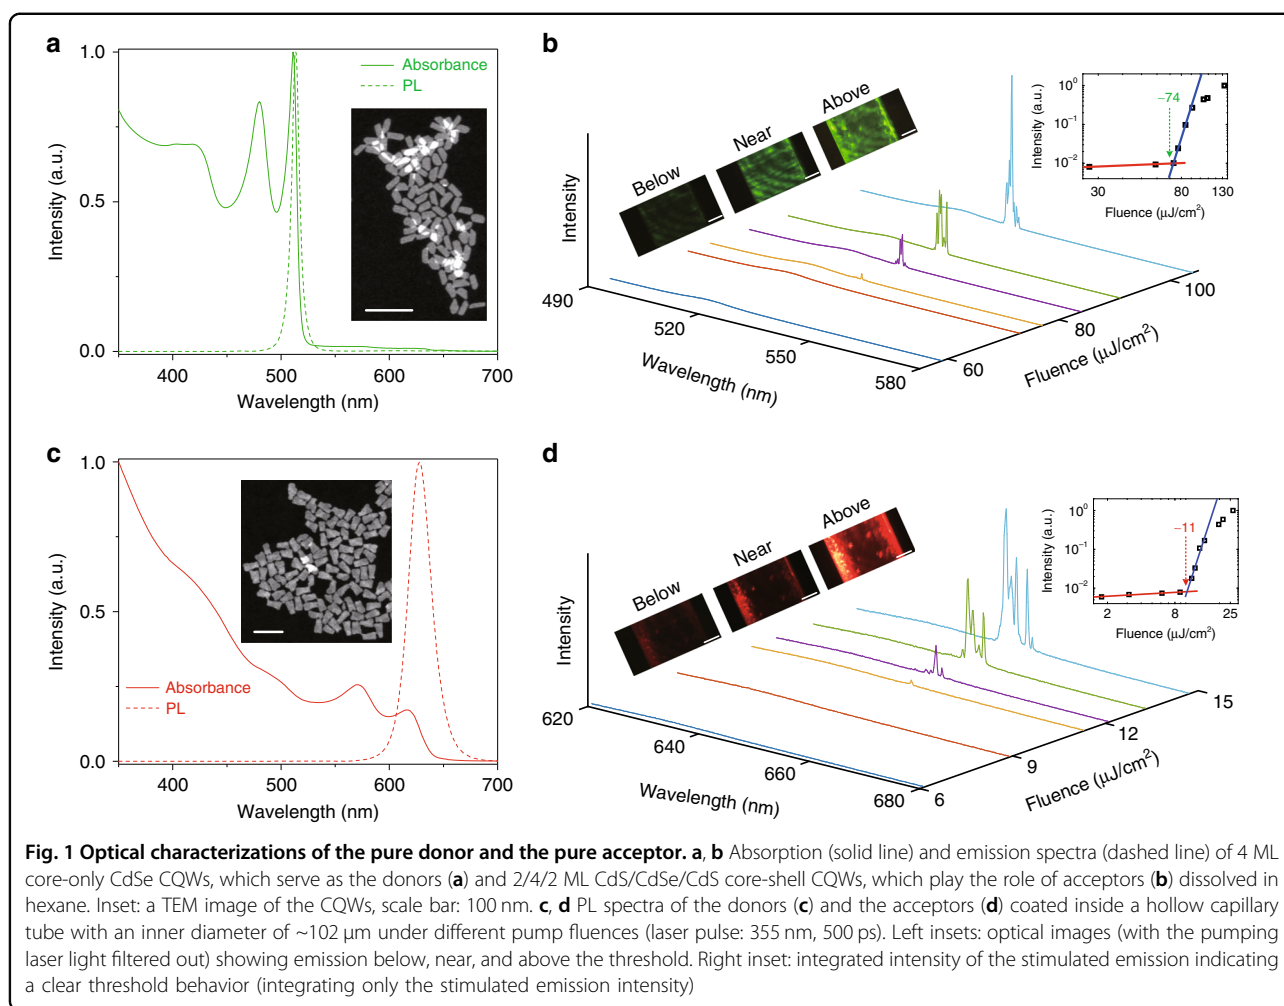 a
1.0
0.5
0.0
Intensity (a.u.)
Absorbance
PL
400
500
600
700
Wavelength (nm)
b
Intensity
Below
Near
Above
490
520
550
580
Wavelength (nm)
60
80
100
Fluence (μJ/cm²)
10⁰
10⁻¹
10⁻²
Intensity (a.u.)
~74
30
80
130
Fluence (μJ/cm²)
c
1.0
0.5
0.0
Intensity (a.u.)
Absorbance
PL
400
500
600
700
Wavelength (nm)
d
Intensity
Below
Near
Above
620
640
660
680
Wavelength (nm)
6
9
12
15
Fluence (μJ/cm²)
10⁰
10⁻¹
10⁻²
Intensity (a.u.)
~11
2
8
25
Fluence (μJ/cm²)
Fig. 1 Optical characterizations of the pure donor and the pure acceptor. a, b Absorption (solid line) and emission spectra (dashed line) of 4 ML
core-only CdSe CQWs, which serve as the donors (a) and 2/4/2 ML CdS/CdSe/CdS core-shell CQWs, which play the role of acceptors (b) dissolved in
hexane. Inset: a TEM image of the CQWs, scale bar: 100 nm. c, d PL spectra of the donors (c) and the acceptors (d) coated inside a hollow capillary
tube with an inner diameter of ~102 μm under different pump fluences (laser pulse: 355 nm, 500 ps). Left insets: optical images (with the pumping
laser light filtered out) showing emission below, near, and above the threshold. Right inset: integrated intensity of the stimulated emission indicating
a clear threshold behavior (integrating only the stimulated emission intensity)